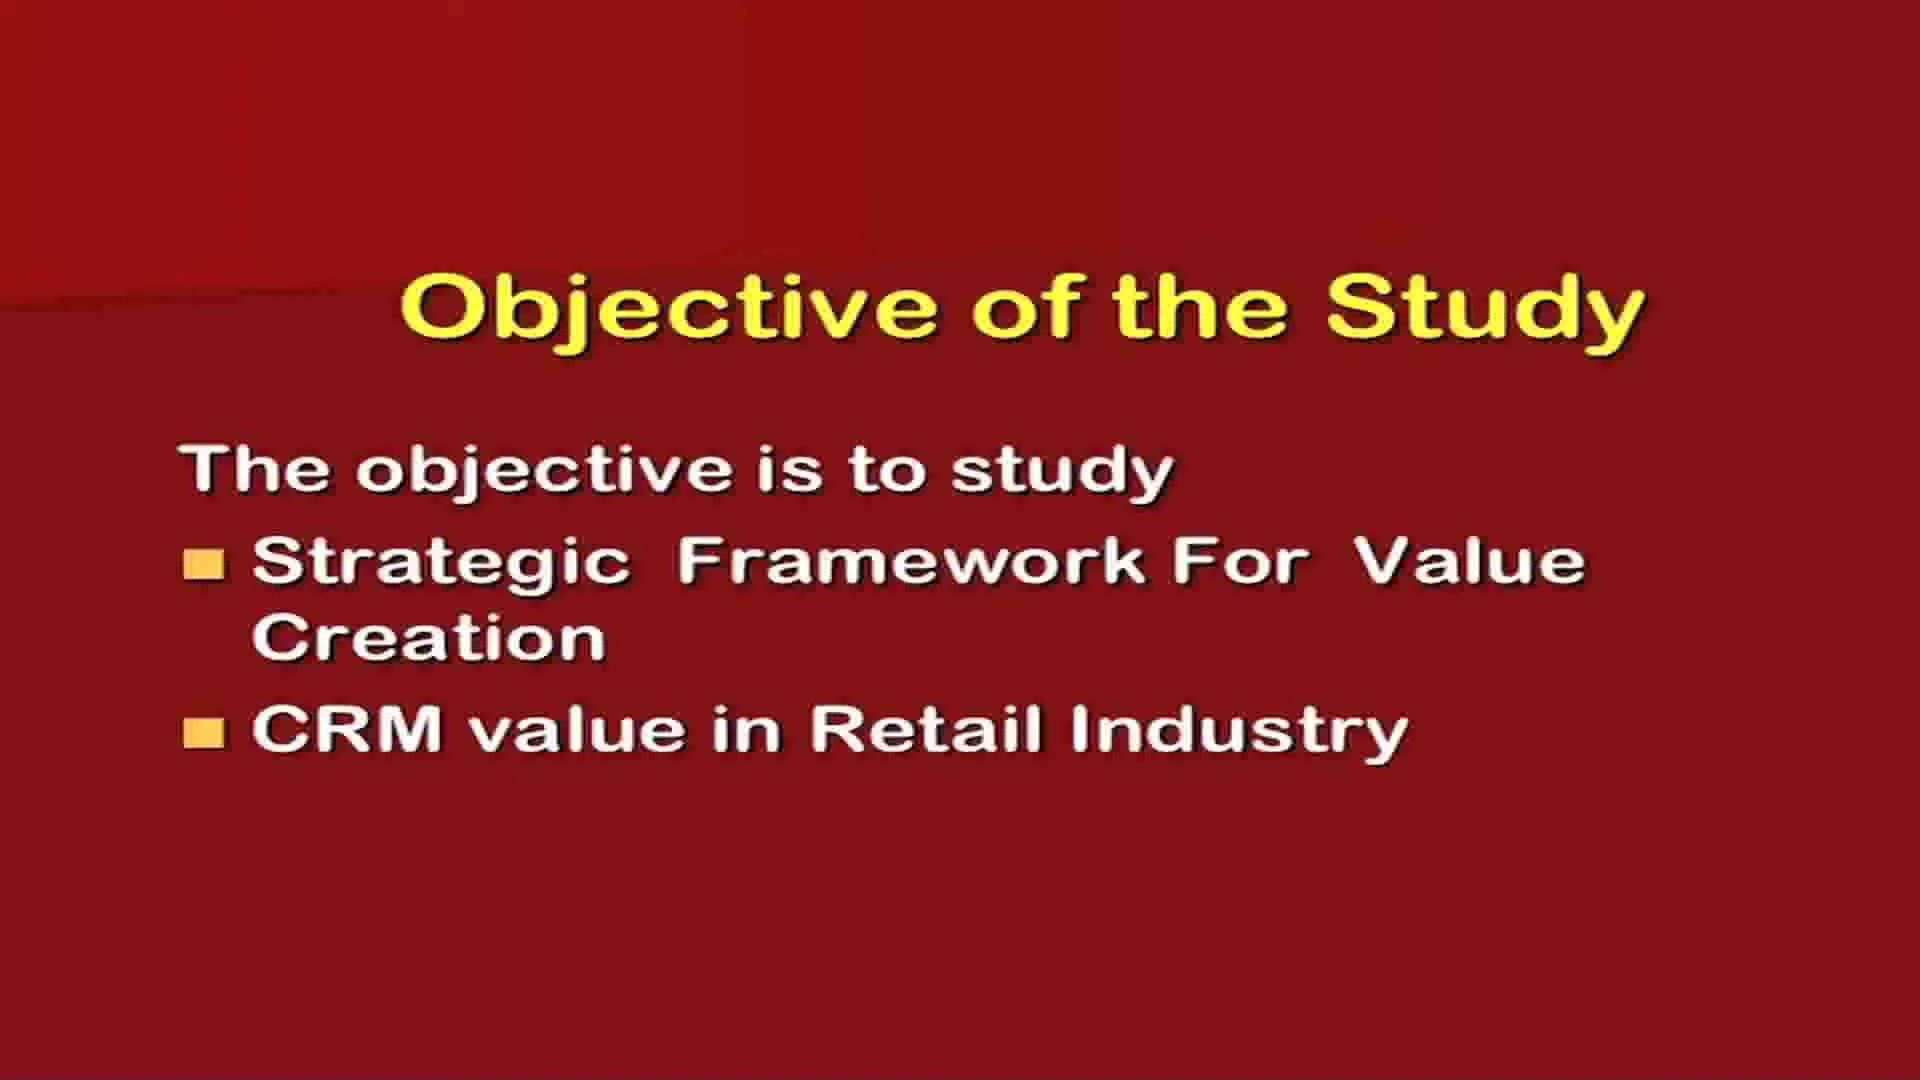 Objective of the Study
The objective is to study
Strategic Framework For Value
Creation
CRM value in Retail Industry